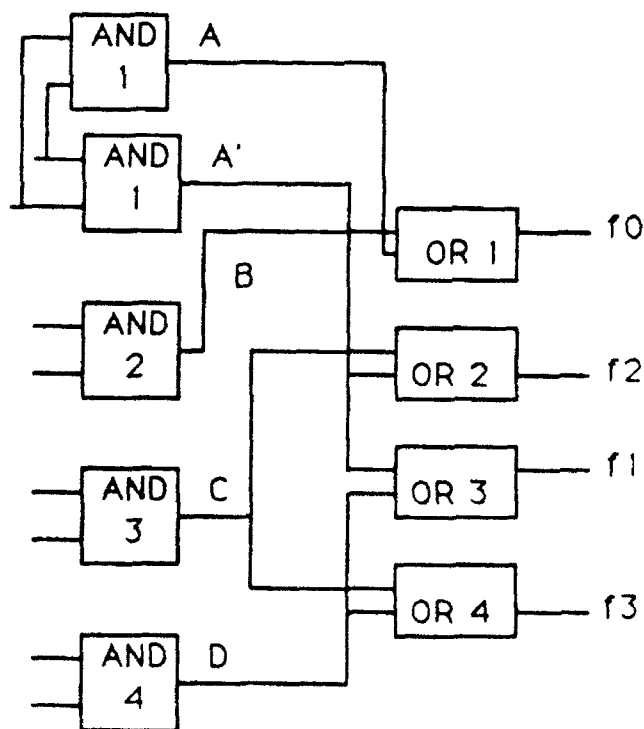 AND
1
A
AND
1
A'
OR 1
f0
B
AND
2
OR 2
f2
AND
3
C
OR 3
f1
OR 4
f3
AND
4
D